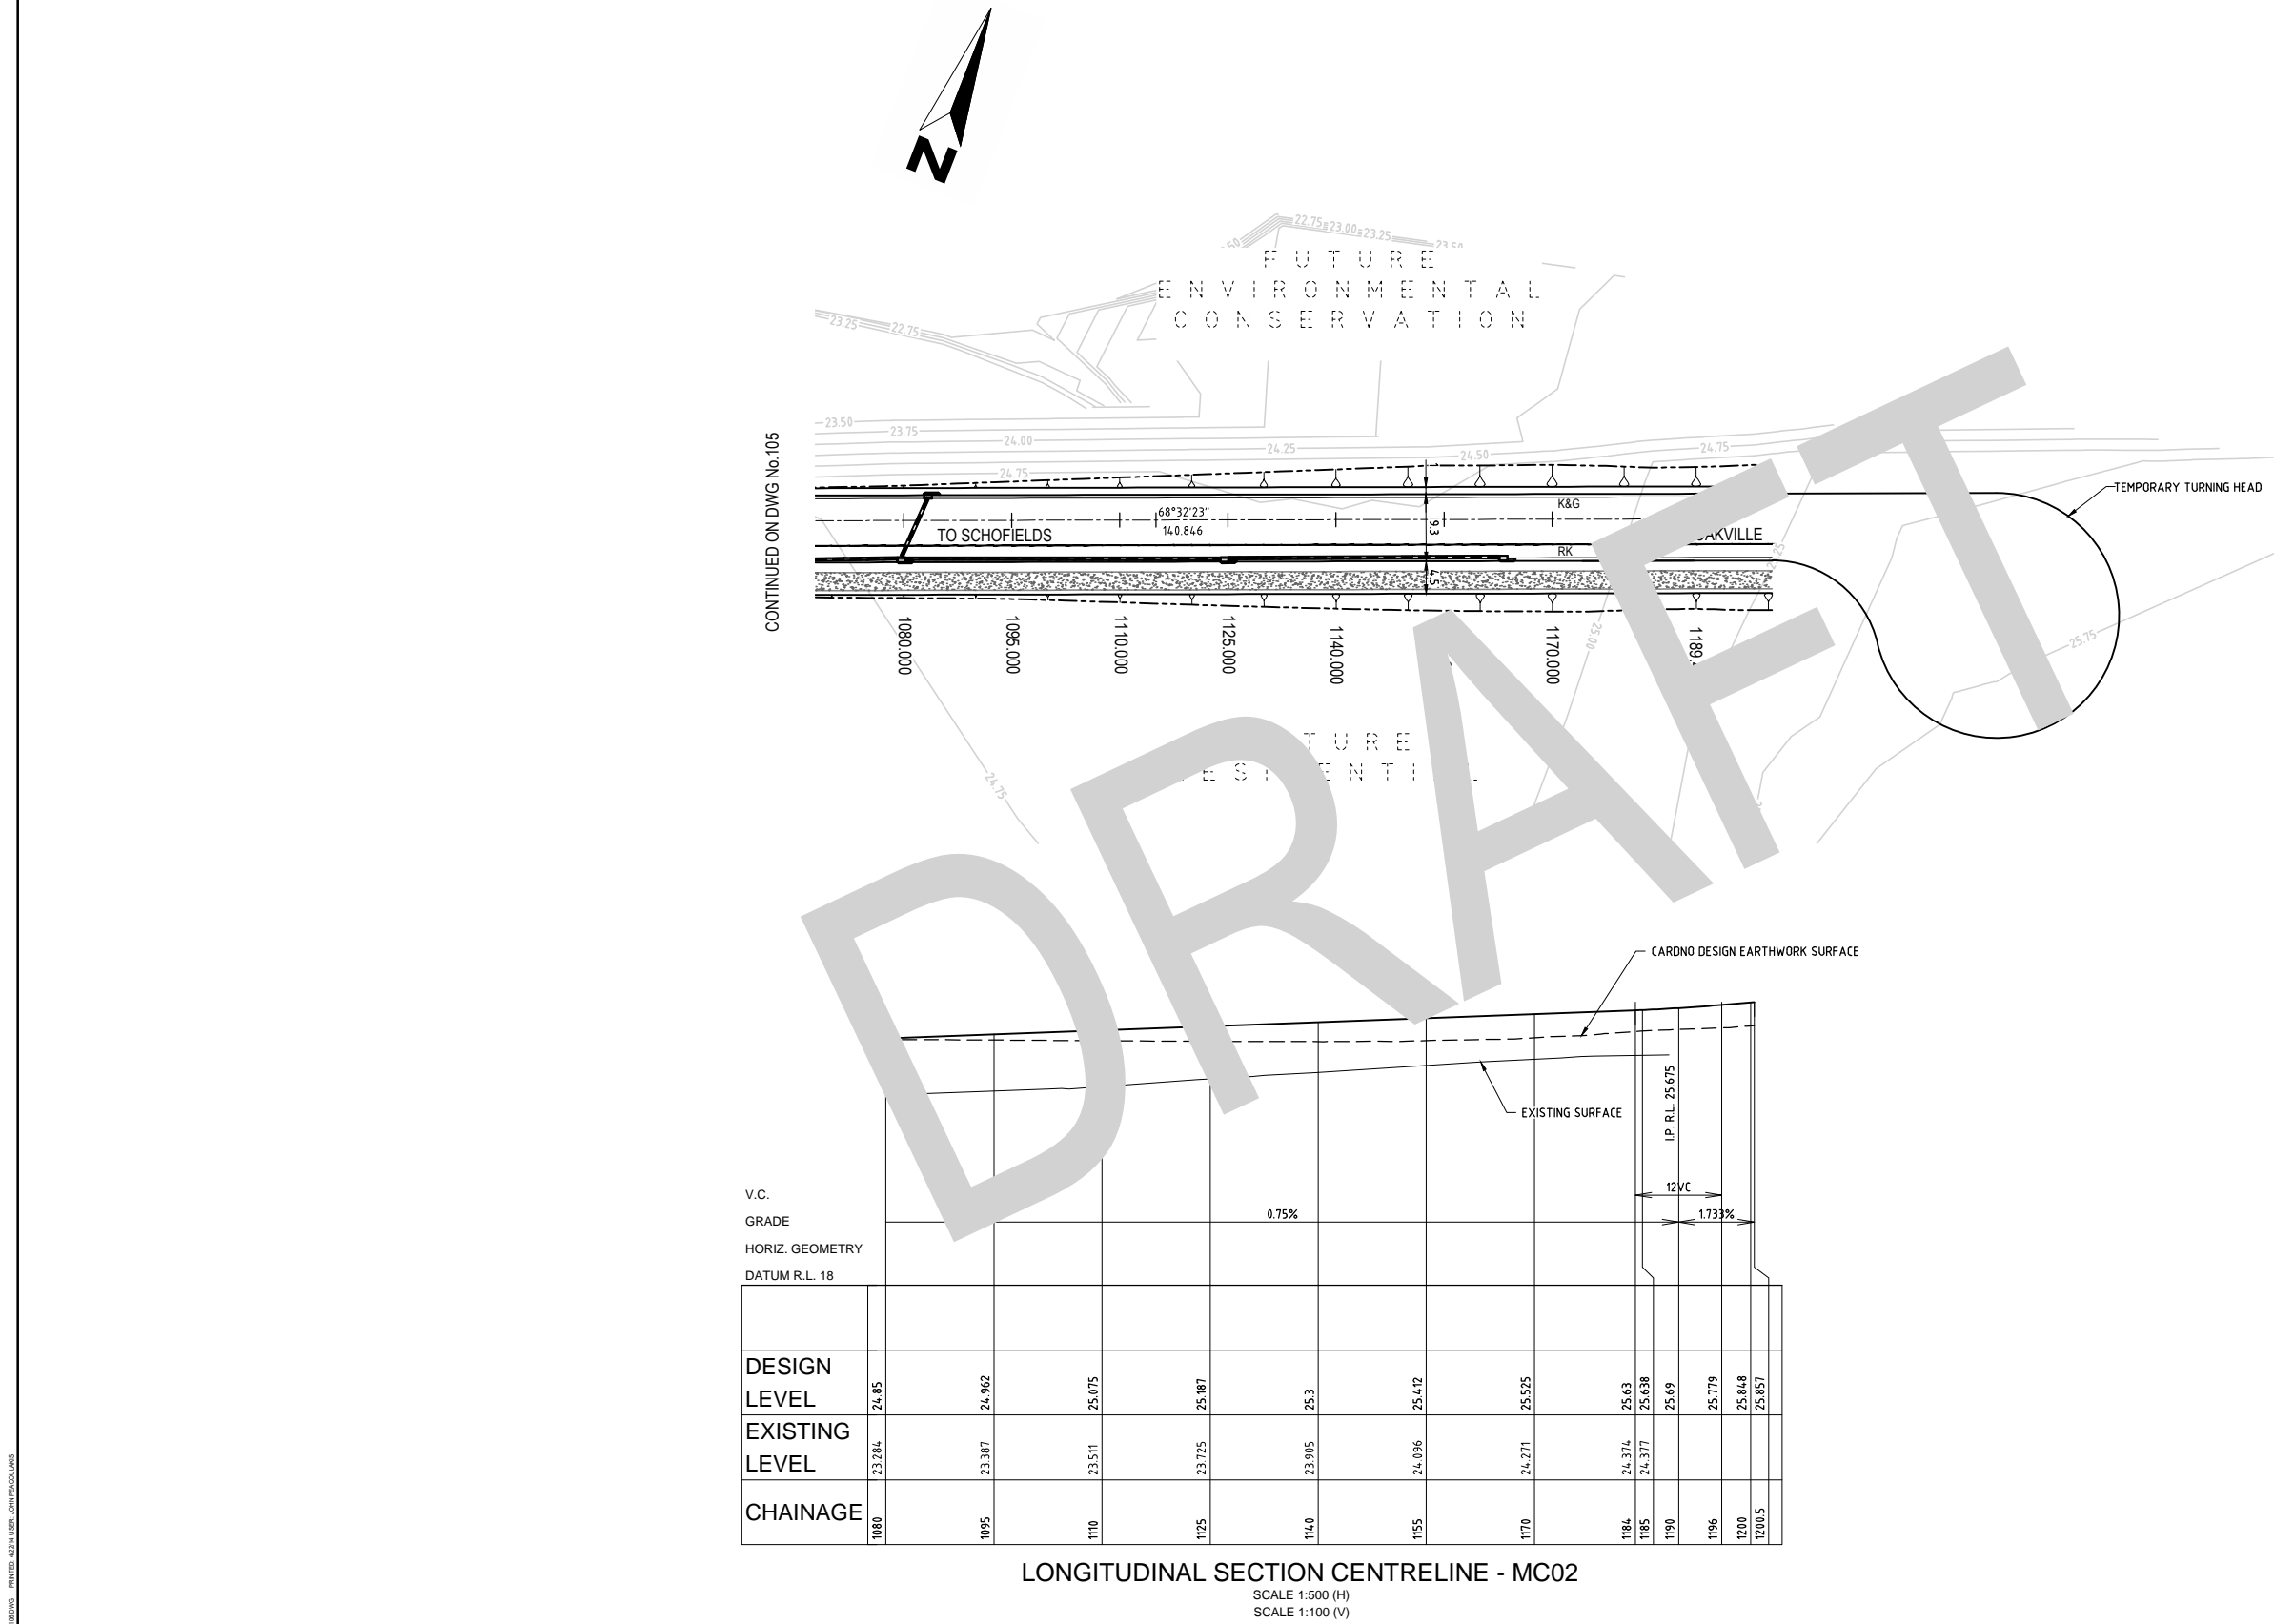 N
22.75 23.00 23.25
FUTURE
ENVIRONMENTAL
CONSERVATION
23.25 22.75
23.50
23.75
24.00
24.25
24.50
24.75
24.75
CONTINUED ON DWG No.105
TEMPORARY TURNING HEAD
68°32'23"
140.846
K&G
9.3
TO SCHOFIELDS
RK
4.5
25.00
25.75
1080.000
1095.000
1110.000
1125.000
1140.000
1170.000
24.75
DRAFT
CARDNO DESIGN EARTHWORK SURFACE
EXISTING SURFACE
I.P. R.L. 25.675
V.C.
12VC
GRADE
0.75%
1.733%
HORIZ. GEOMETRY
DATUM R.L. 18
DESIGN
LEVEL
24.85 24.962 25.075 25.187 25.3 25.412 25.525 25.63 25.638 25.69 25.779 25.848 25.857
EXISTING
LEVEL
23.284 23.387 23.511 23.725 23.905 24.096 24.271 24.374 24.377
CHAINAGE
1080 1095 1110 1125 1140 1155 1170 1184 1185 1190 1196 1200 1200.5
LONGITUDINAL SECTION CENTRELINE - MC02
SCALE 1:500 (H)
SCALE 1:100 (V)